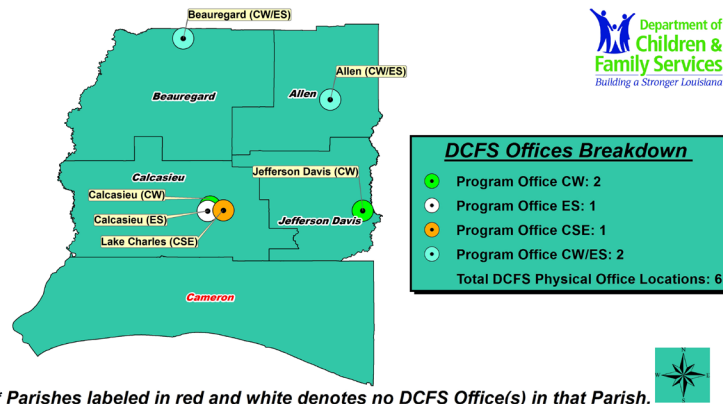 Beauregard (CW/ES)
Department of
Children &
Family Services
Building a Stronger Louisiana
Allen (CW/ES)
Beauregard
Allen
DCFS Offices Breakdown
Calcasieu
Jefferson Davis (CW)
Program Office CW: 2
Calcasieu (CW)
Program Office ES: 1
Calcasieu (ES)
Jefferson Davis
Program Office CSE: 1
Lake Charles (CSE)
Program Office CW/ES: 2
Total DCFS Physical Office Locations: 6
Cameron
N
W
S
* Parishes labeled in red and white denotes no DCFS Office(s) in that Parish.